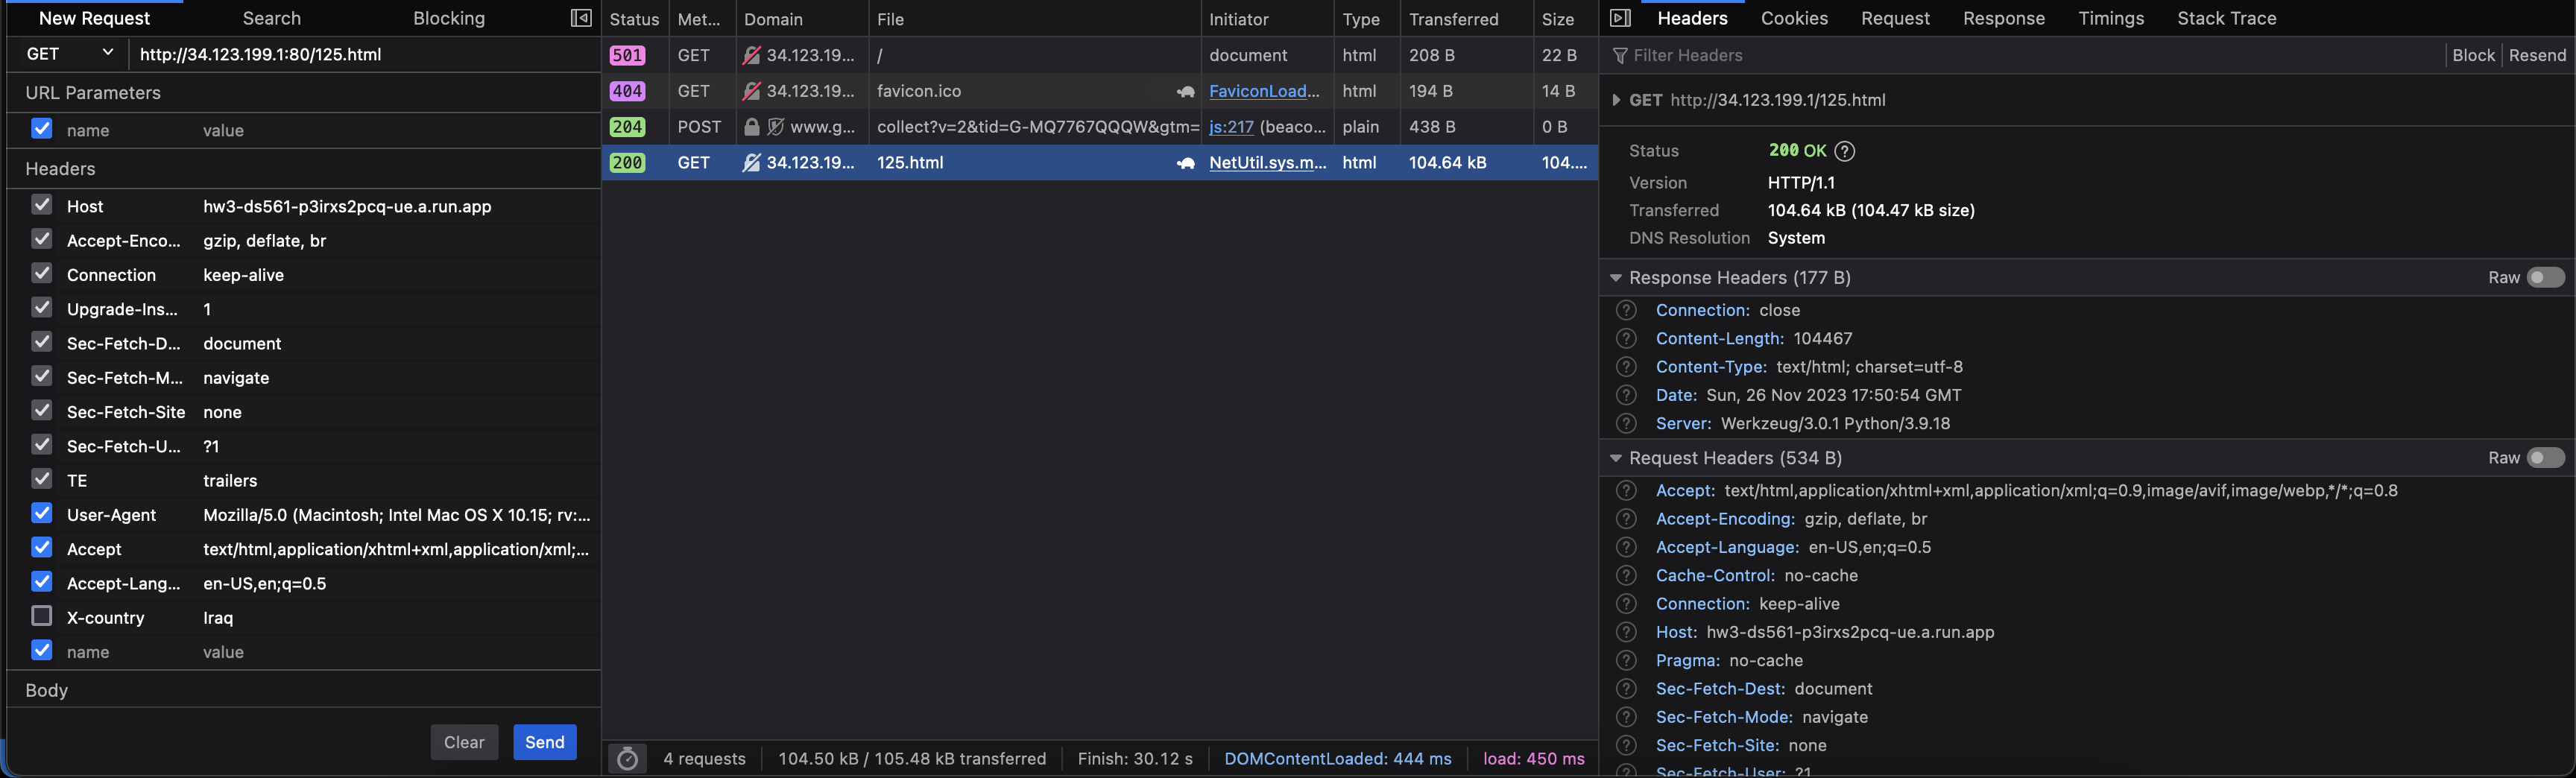 New Request Search Blocking
GET http://34.123.199.1:80/125.html
URL Parameters
name value
Headers
Host hw3-ds561-p3irxs2pcq-ue.a.run.app
Accept-Enco... gzip, deflate, br
Connection keep-alive
Upgrade-Ins... 1
Sec-Fetch-D... document
Sec-Fetch-M... navigate
Sec-Fetch-Site none
Sec-Fetch-U... ?1
TE trailers
User-Agent Mozilla/5.0 (Macintosh; Intel Mac OS X 10.15; rv:...
Accept text/html,application/xhtml+xml,application/xml;...
Accept-Lang... en-US,en;q=0.5
X-country Iraq
name value
Body
Clear Send
Status Met... Domain File Initiator Type Transferred Size
501 GET 34.123.19... / document html 208 B 22 B
404 GET 34.123.19... favicon.ico FaviconLoad... html 194 B 14 B
204 POST www.g... collect?v=2&tid=G-MQ7767QQQW&gtm= js:217 (beaco... plain 438 B 0 B
200 GET 34.123.19... 125.html NetUtil.sys.m... html 104.64 kB 104....
4 requests 104.50 kB / 105.48 kB transferred Finish: 30.12 s DOMContentLoaded: 444 ms load: 450 ms
Headers Cookies Request Response Timings Stack Trace
Filter Headers Block Resend
GET http://34.123.199.1/125.html
Status 200 OK ?
Version HTTP/1.1
Transferred 104.64 kB (104.47 kB size)
DNS Resolution System
Response Headers (177 B) Raw
? Connection: close
? Content-Length: 104467
? Content-Type: text/html; charset=utf-8
? Date: Sun, 26 Nov 2023 17:50:54 GMT
? Server: Werkzeug/3.0.1 Python/3.9.18
Request Headers (534 B) Raw
? Accept: text/html,application/xhtml+xml,application/xml;q=0.9,image/avif,image/webp,*/*;q=0.8
? Accept-Encoding: gzip, deflate, br
? Accept-Language: en-US,en;q=0.5
? Cache-Control: no-cache
? Connection: keep-alive
? Host: hw3-ds561-p3irxs2pcq-ue.a.run.app
? Pragma: no-cache
? Sec-Fetch-Dest: document
? Sec-Fetch-Mode: navigate
? Sec-Fetch-Site: none
? Sec-Fetch-User: ?1